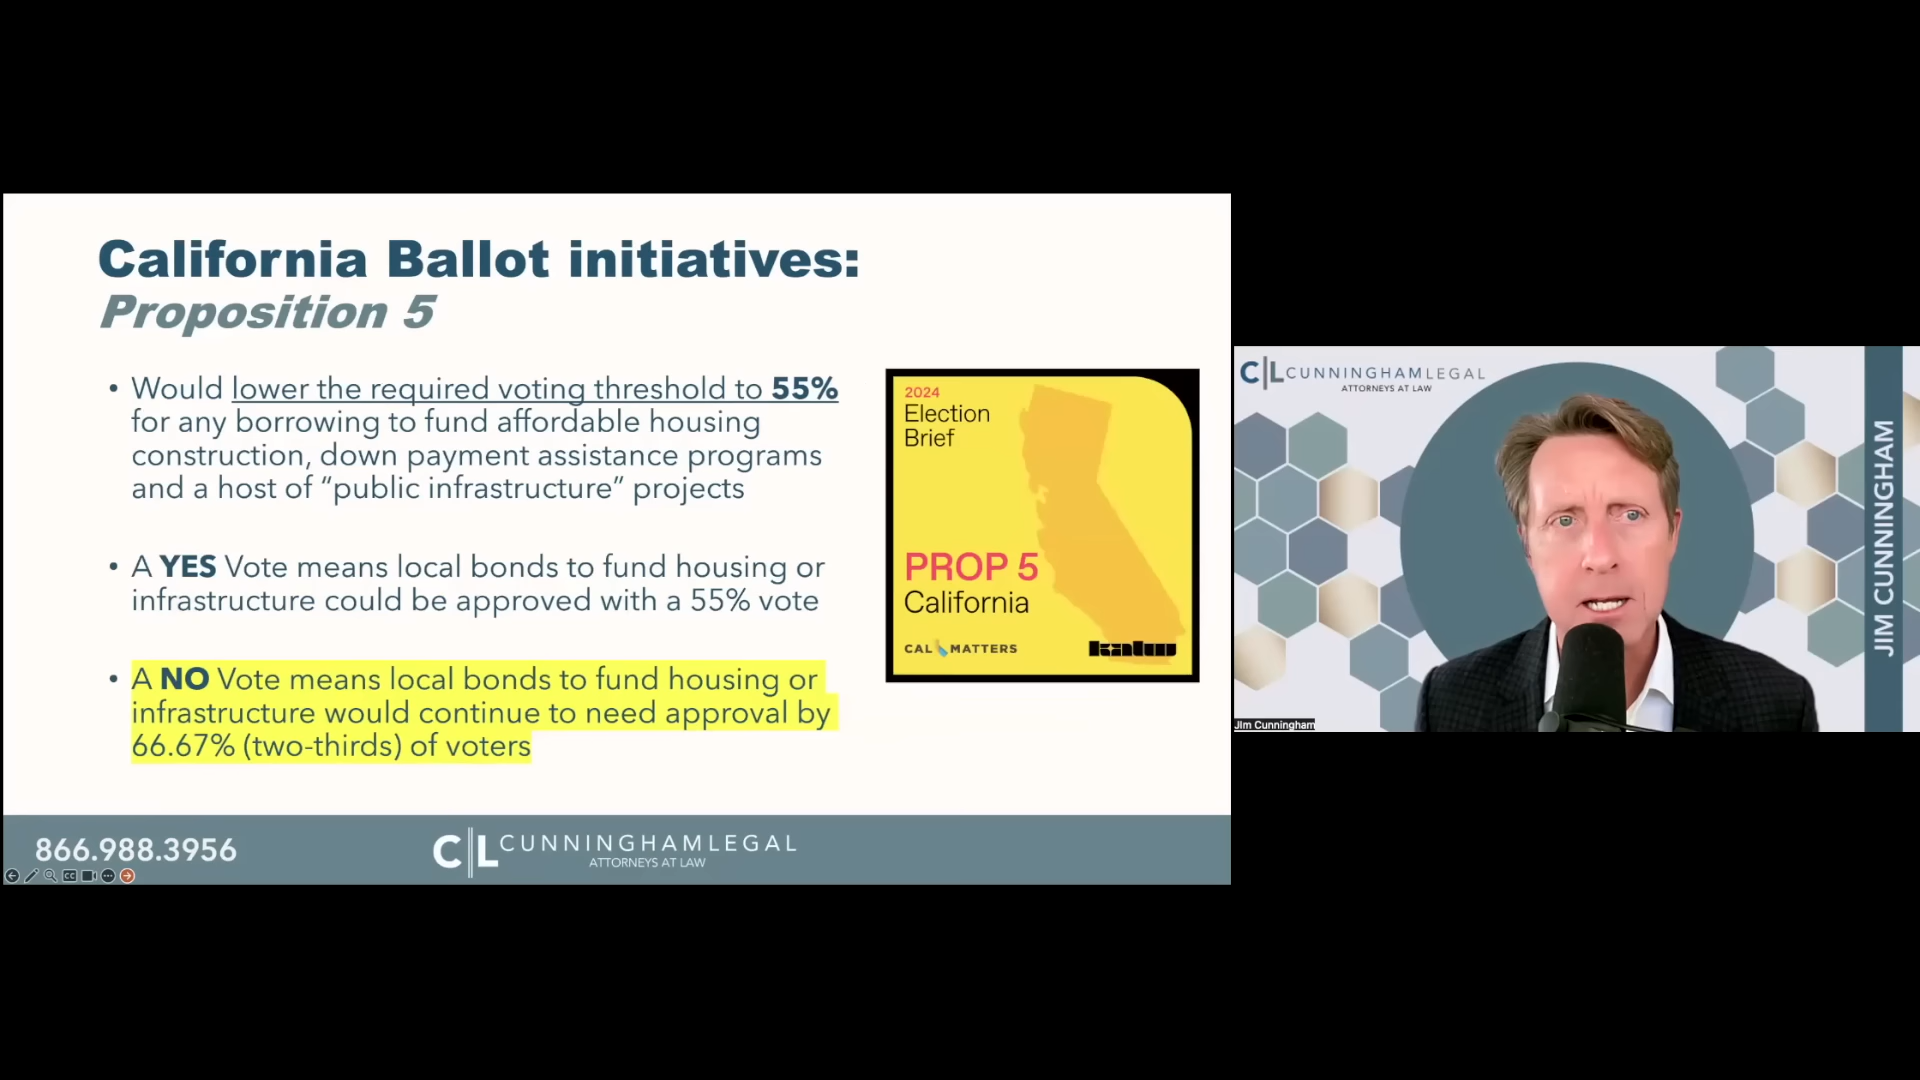 California Ballot initiatives:
Proposition 5
• Would lower the required voting threshold to 55%
for any borrowing to fund affordable housing
construction, down payment assistance programs
and a host of “public infrastructure” projects
• A YES Vote means local bonds to fund housing or
infrastructure could be approved with a 55% vote
• A NO Vote means local bonds to fund housing or
infrastructure would continue to need approval by
66.67% (two-thirds) of voters
2024
Election
Brief
PROP 5
California
CAL MATTERS
866.988.3956
CL CUNNINGHAMLEGAL
ATTORNEYS AT LAW
CC
C|L CUNNINGHAMLEGAL
ATTORNEYS AT LAW
JIM CUNNINGHAM
Jim Cunningham